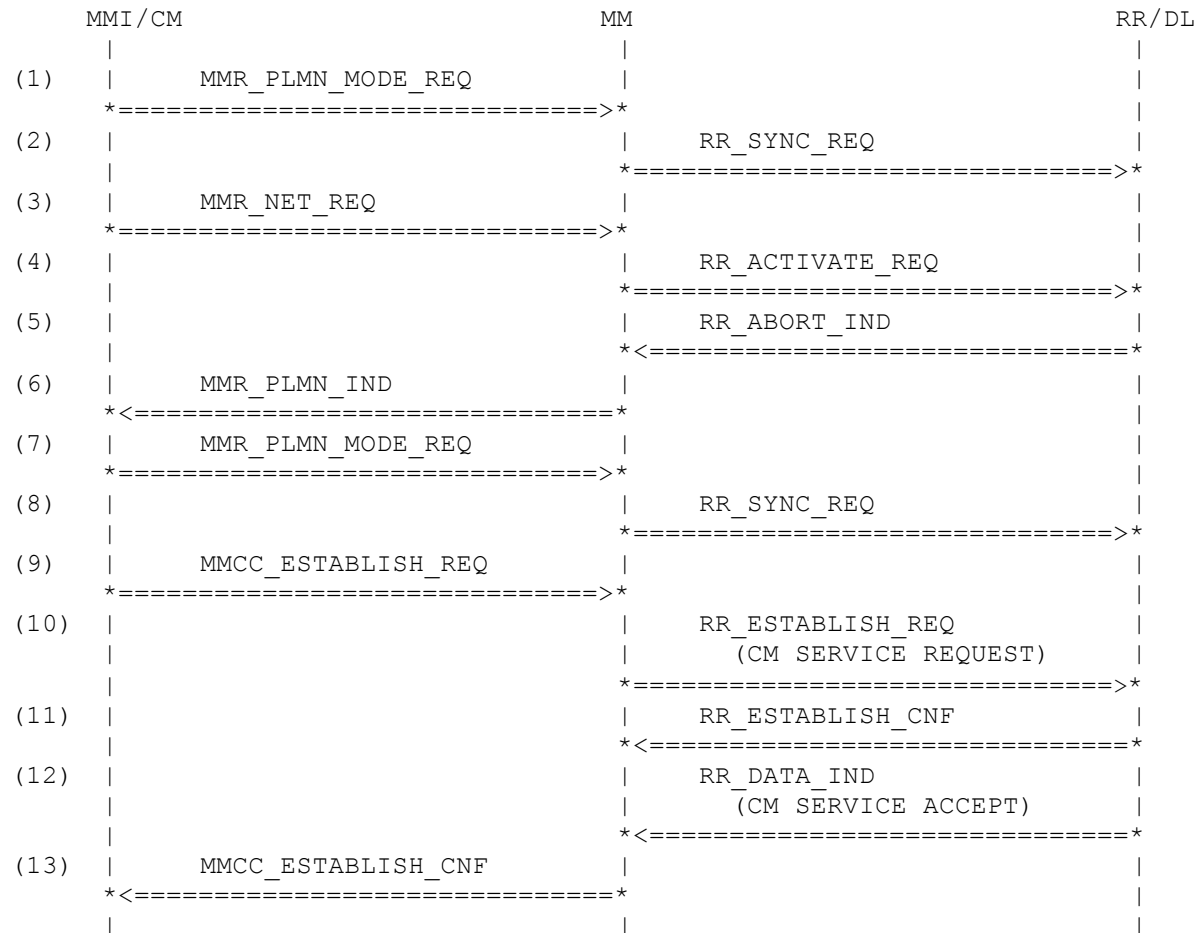 MMI/CM MM RR/DL
(1) MMR_PLMN_MODE_REQ
(2) RR_SYNC_REQ
(3) MMR_NET_REQ
(4) RR_ACTIVATE_REQ
(5) RR_ABORT_IND
(6) MMR_PLMN_IND
(7) MMR_PLMN_MODE_REQ
(8) RR_SYNC_REQ
(9) MMCC_ESTABLISH_REQ
(10) RR_ESTABLISH_REQ
(CM SERVICE REQUEST)
(11) RR_ESTABLISH_CNF
(12) RR_DATA_IND
(CM SERVICE ACCEPT)
(13) MMCC_ESTABLISH_CNF